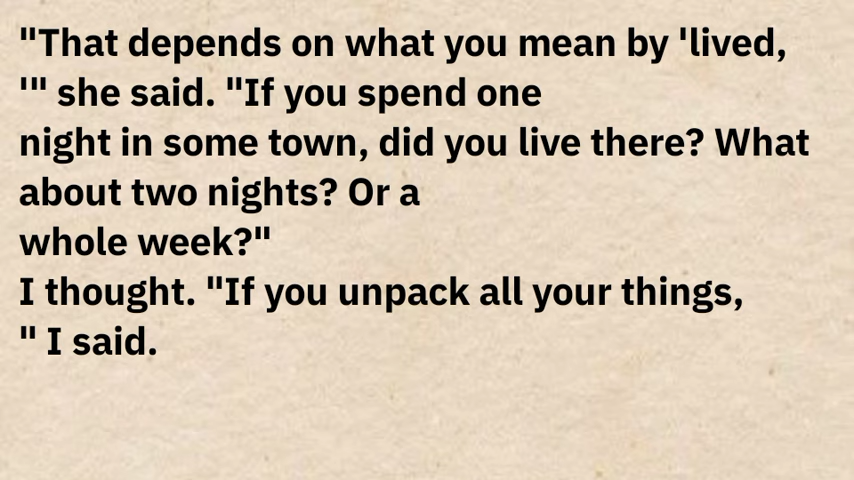 "That depends on what you mean by 'lived,
'" she said. "If you spend one
night in some town, did you live there? What
about two nights? Or a
whole week?"
I thought. "If you unpack all your things,
" I said.